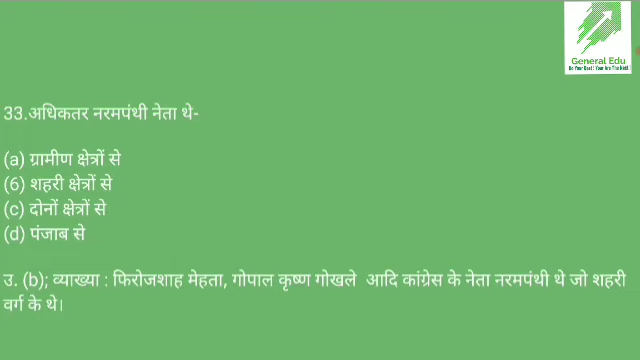 General Edu
33.अधिकतर नरमपंथी नेता थे-
(a) ग्रामीण क्षेत्रों से
(6) शहरी क्षेत्रों से
(c) दोनों क्षेत्रों से
(d) पंजाब से
उ. (b); व्याख्या : फिरोजशाह मेहता, गोपाल कृष्ण गोखले आदि कांग्रेस के नेता नरमपंथी थे जो शहरी
वर्ग के थे।